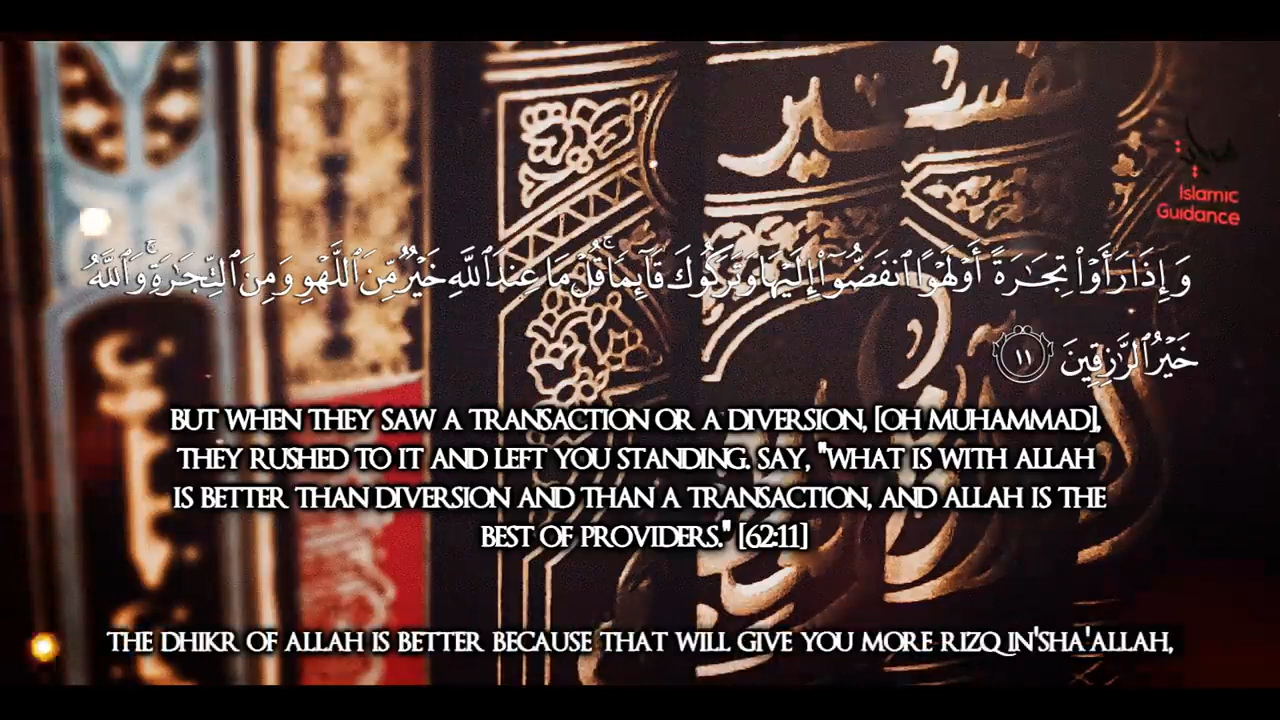 تفسير
Islamic
Guidance
وَإِذَا رَأَوْا۟ تِجَٰرَةً أَوْ لَهْوًا ٱنفَضُّوٓا۟ إِلَيْهَا وَتَرَكُوكَ قَآئِمًا ۚ قُلْ مَا عِندَ ٱللَّهِ خَيْرٌ مِّنَ ٱللَّهْوِ وَمِنَ ٱلتِّجَٰرَةِ ۚ وَٱللَّهُ
خَيْرُ ٱلرَّٰزِقِينَ ١١
BUT WHEN THEY SAW A TRANSACTION OR A DIVERSION, [OH MUHAMMAD],
THEY RUSHED TO IT AND LEFT YOU STANDING. SAY, "WHAT IS WITH ALLAH
IS BETTER THAN DIVERSION AND THAN A TRANSACTION, AND ALLAH IS THE
BEST OF PROVIDERS." [62:11]
THE DHIKR OF ALLAH IS BETTER BECAUSE THAT WILL GIVE YOU MORE RIZQ IN'SHA'ALLAH,